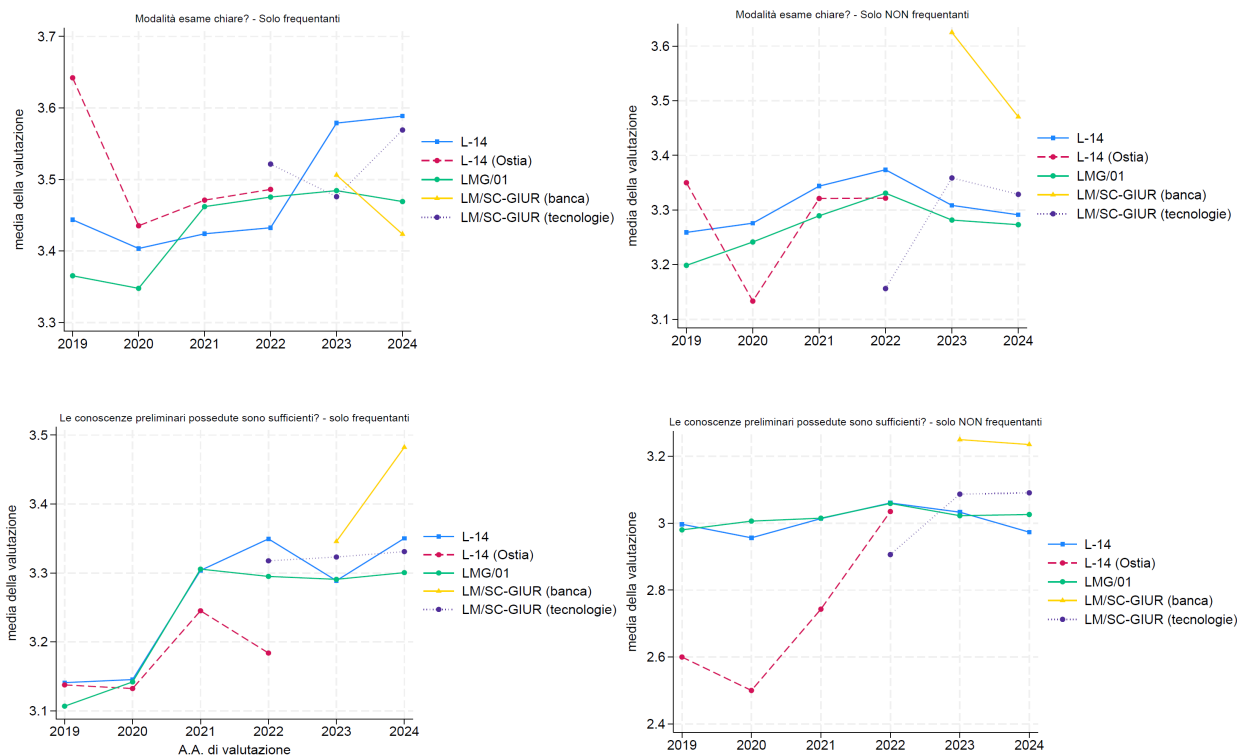 Modalità esame chiare? - Solo frequentanti
media della valutazione
3.7
3.6
3.5
3.4
3.3
2019 2020 2021 2022 2023 2024
L-14
L-14 (Ostia)
LMG/01
LM/SC-GIUR (banca)
LM/SC-GIUR (tecnologie)
Modalità esame chiare? - Solo NON frequentanti
media della valutazione
3.6
3.5
3.4
3.3
3.2
3.1
2019 2020 2021 2022 2023 2024
L-14
L-14 (Ostia)
LMG/01
LM/SC-GIUR (banca)
LM/SC-GIUR (tecnologie)
Le conoscenze preliminari possedute sono sufficienti? - solo frequentanti
media della valutazione
3.5
3.4
3.3
3.2
3.1
2019 2020 2021 2022 2023 2024
A.A. di valutazione
L-14
L-14 (Ostia)
LMG/01
LM/SC-GIUR (banca)
LM/SC-GIUR (tecnologie)
Le conoscenze preliminari possedute sono sufficienti? - solo NON frequentanti
media della valutazione
3.2
3
2.8
2.6
2.4
2019 2020 2021 2022 2023 2024
L-14
L-14 (Ostia)
LMG/01
LM/SC-GIUR (banca)
LM/SC-GIUR (tecnologie)